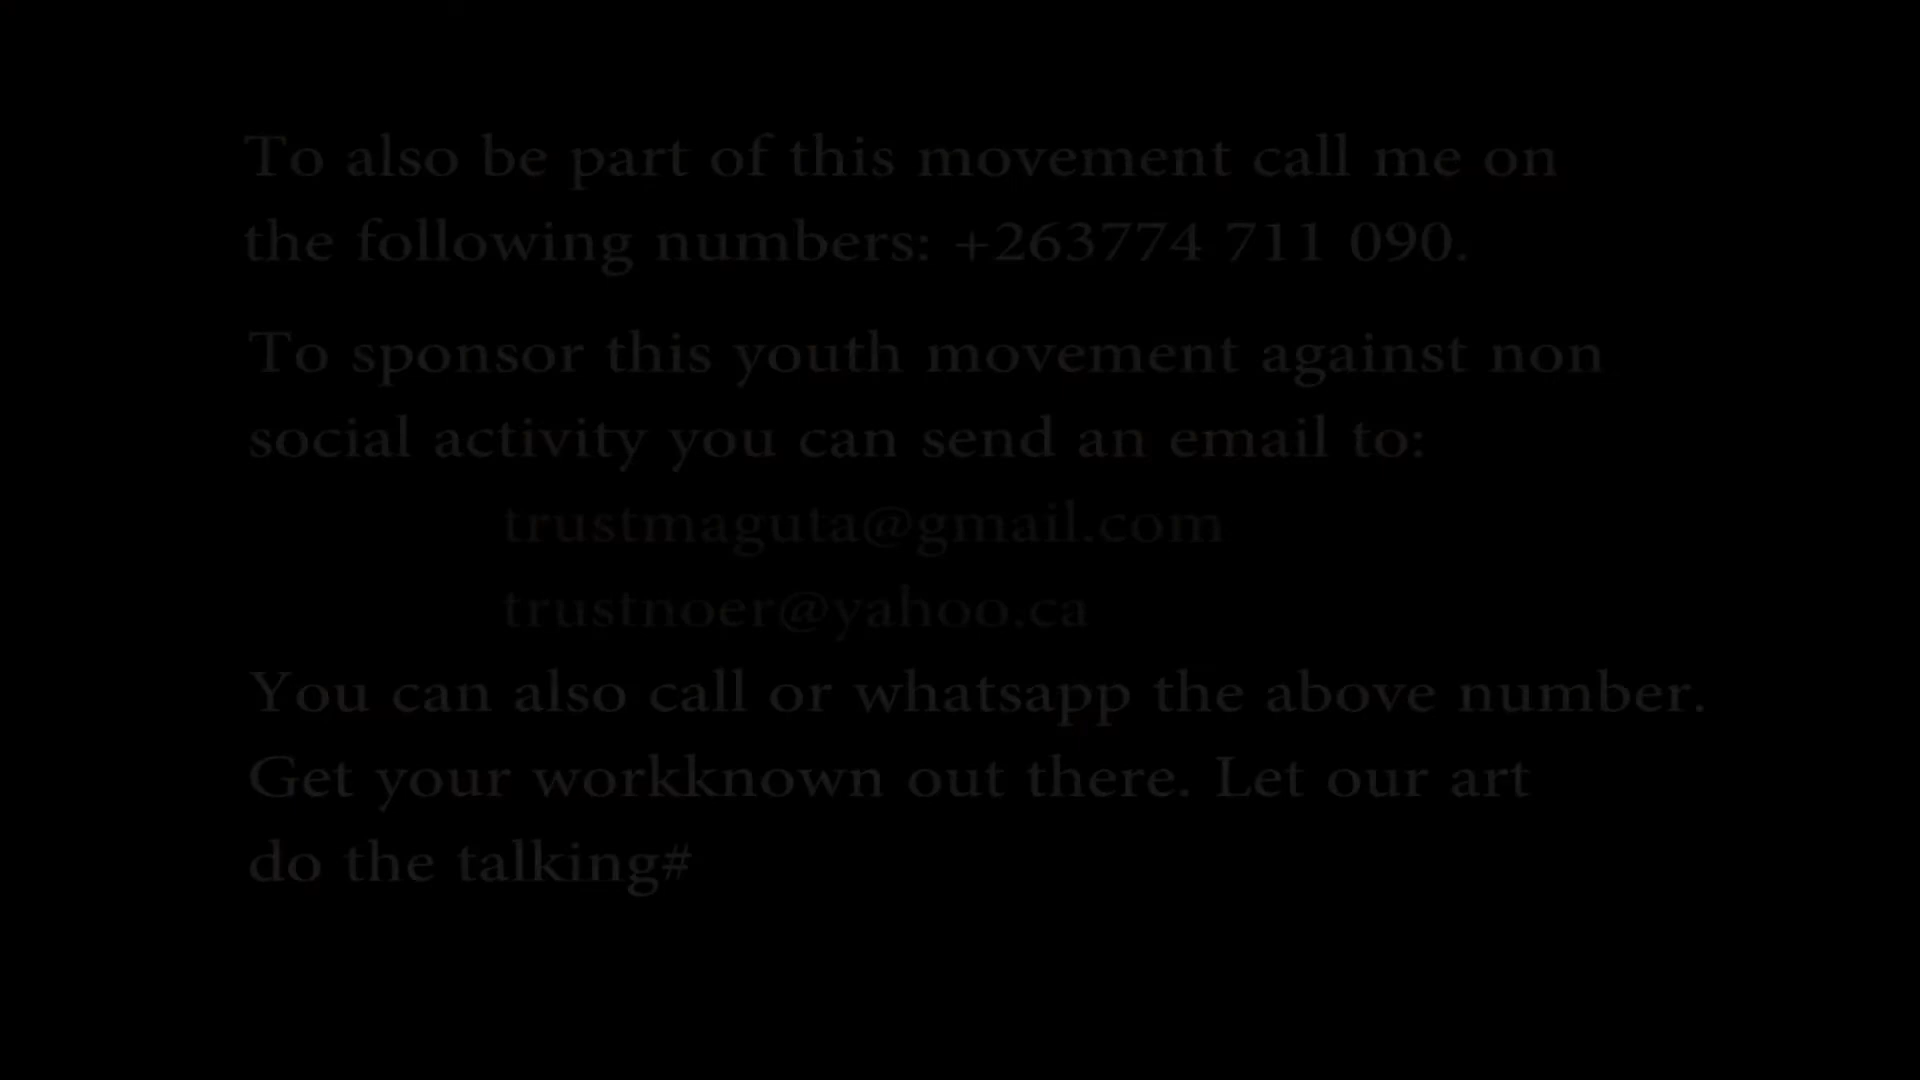 To also be part of this movement call me on
the following numbers: +263774 711 090.
To sponsor this youth movement against non
social activity you can send an email to:
trustmaguta@gmail.com
trustnoer@yahoo.ca
You can also call or whatsapp the above number.
Get your workknown out there. Let our art
do the talking#